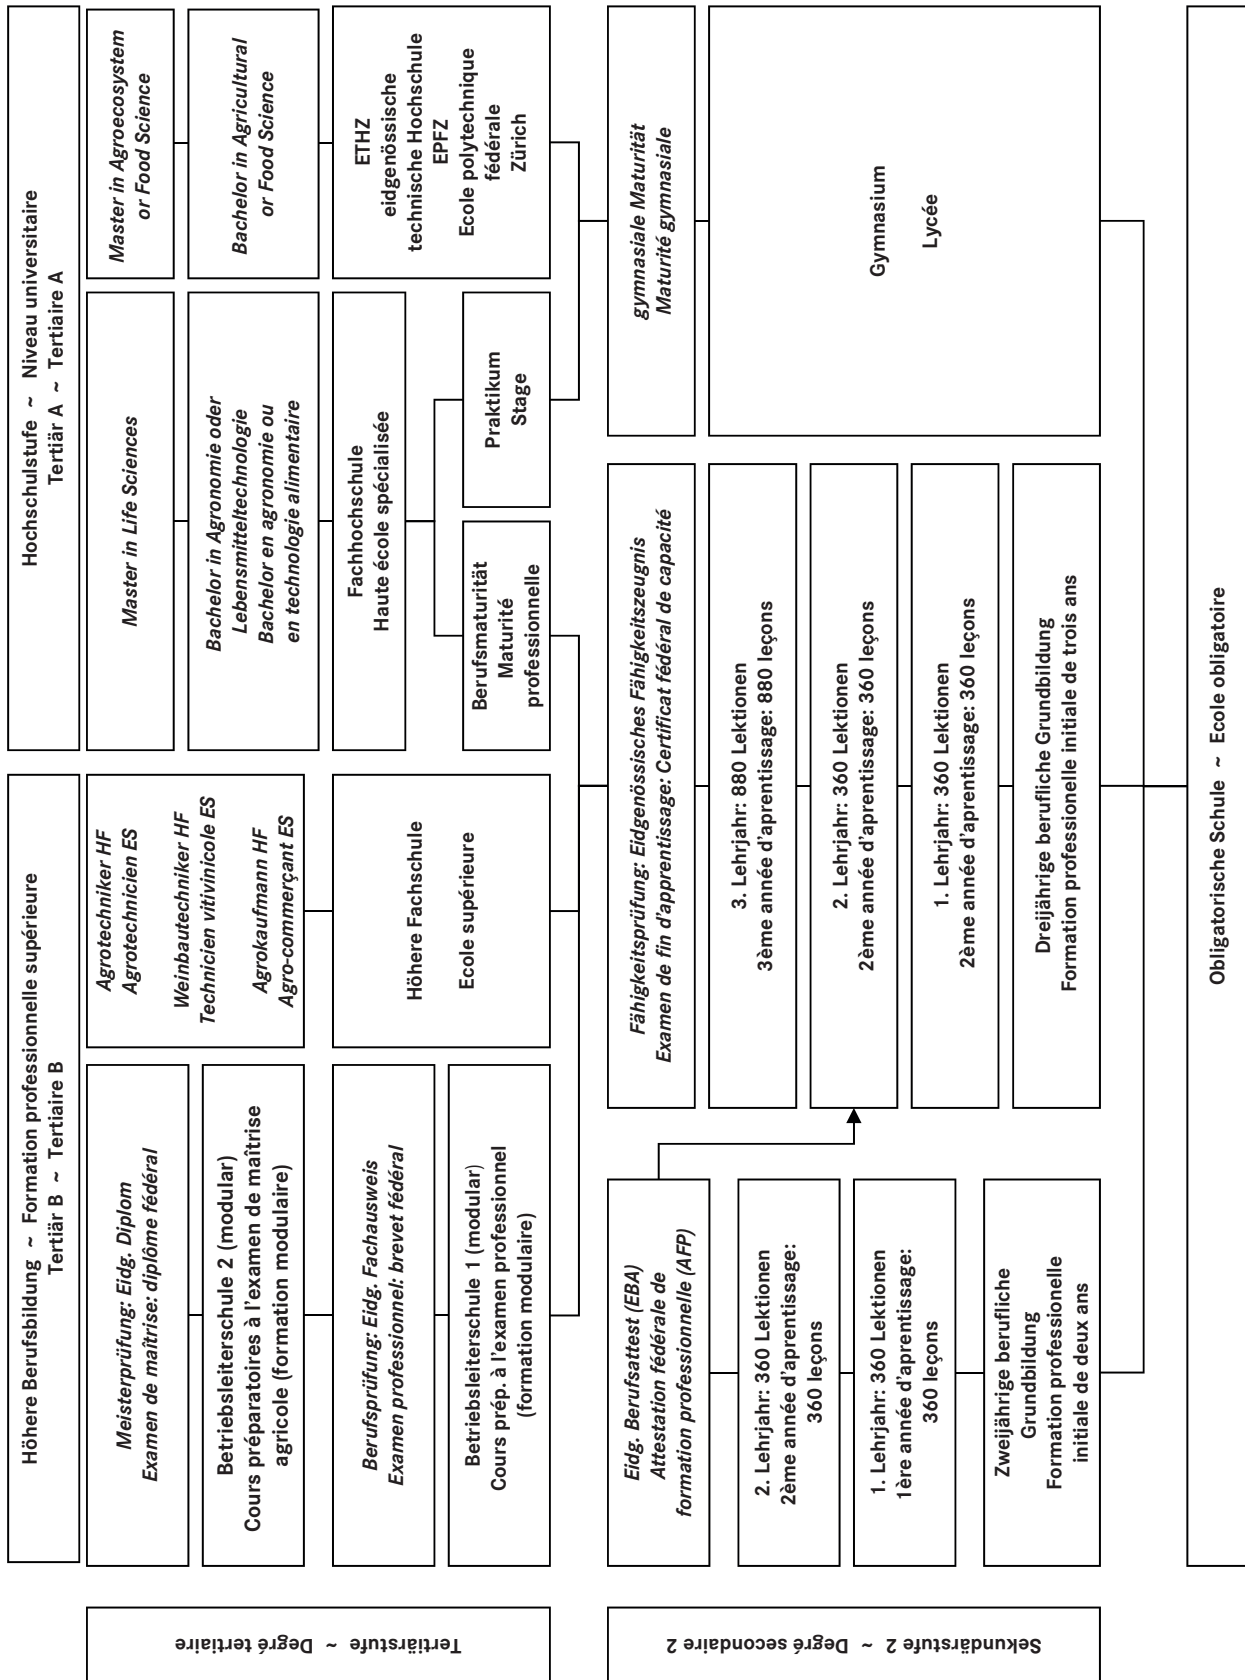 Höhere Berufsbildung ~ Formation professionnelle supérieure
Tertiär B ~ Tertiaire B
Hochschulstufe ~ Niveau universitaire
Tertiär A ~ Tertiaire A
Tertiärstufe ~ Degré tertiaire
Meisterprüfung: Eidg. Diplom
Examen de maîtrise: diplôme fédéral
Betriebsleiterschule 2 (modular)
Cours préparatoires à l'examen de maîtrise
agricole (formation modulaire)
Berufsprüfung: Eidg. Fachausweis
Examen professionnel: brevet fédéral
Betriebsleiterschule 1 (modular)
Cours prép. à l'examen professionnel
(formation modulaire)
Agrotechniker HF
Agrotechnicien ES
Weinbautechniker HF
Technicien vitivinicole ES
Agrokaufmann HF
Agro-commerçant ES
Höhere Fachschule
Ecole supérieure
Master in Life Sciences
Bachelor in Agronomie oder
Lebensmitteltechnologie
Bachelor en agronomie ou
en technologie alimentaire
Fachhochschule
Haute école spécialisée
Berufsmaturität
Maturité
professionnelle
Praktikum
Stage
Master in Agroecosystem
or Food Science
Bachelor in Agricultural
or Food Science
ETHZ
eidgenössische
technische Hochschule
EPFZ
Ecole polytechnique
fédérale
Zürich
Sekundärstufe 2 ~ Degré secondaire 2
Eidg. Berufsattest (EBA)
Attestation fédérale de
formation professionelle (AFP)
2. Lehrjahr: 360 Lektionen
2ème année d'aprentissage:
360 leçons
1. Lehrjahr: 360 Lektionen
1ère année d'aprentissage:
360 leçons
Zweijährige berufliche
Grundbildung
Formation professionelle
initiale de deux ans
Fähigkeitsprüfung: Eidgenössisches Fähigkeitszeugnis
Examen de fin d'apprentissage: Certificat fédéral de capacité
3. Lehrjahr: 880 Lektionen
3ème année d'aprentissage: 880 leçons
2. Lehrjahr: 360 Lektionen
2ème année d'aprentissage: 360 leçons
1. Lehrjahr: 360 Lektionen
2ème année d'aprentissage: 360 leçons
Dreijährige berufliche Grundbildung
Formation professionelle initiale de trois ans
gymnasiale Maturität
Maturité gymnasiale
Gymnasium
Lycée
Obligatorische Schule ~ Ecole obligatoire